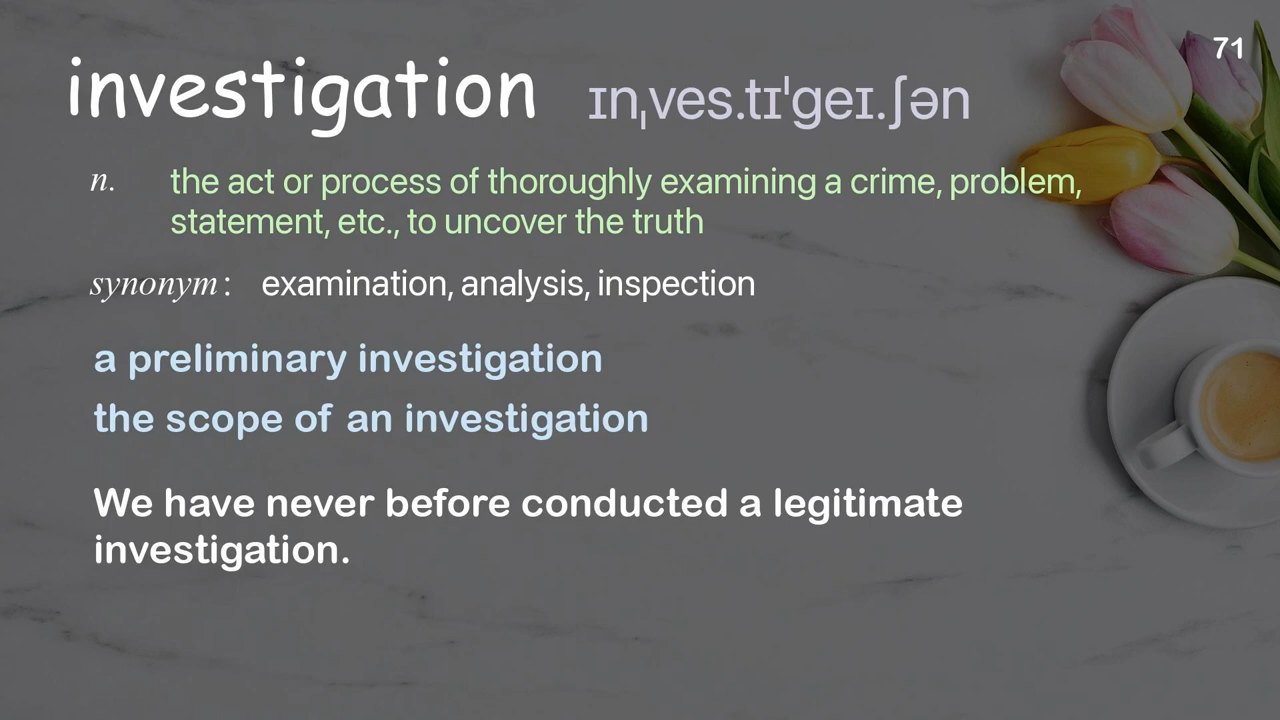 71
investigation ɪnˌves.tɪˈɡeɪ.ʃən
n. the act or process of thoroughly examining a crime, problem,
statement, etc., to uncover the truth
synonym: examination, analysis, inspection
a preliminary investigation
the scope of an investigation
We have never before conducted a legitimate
investigation.